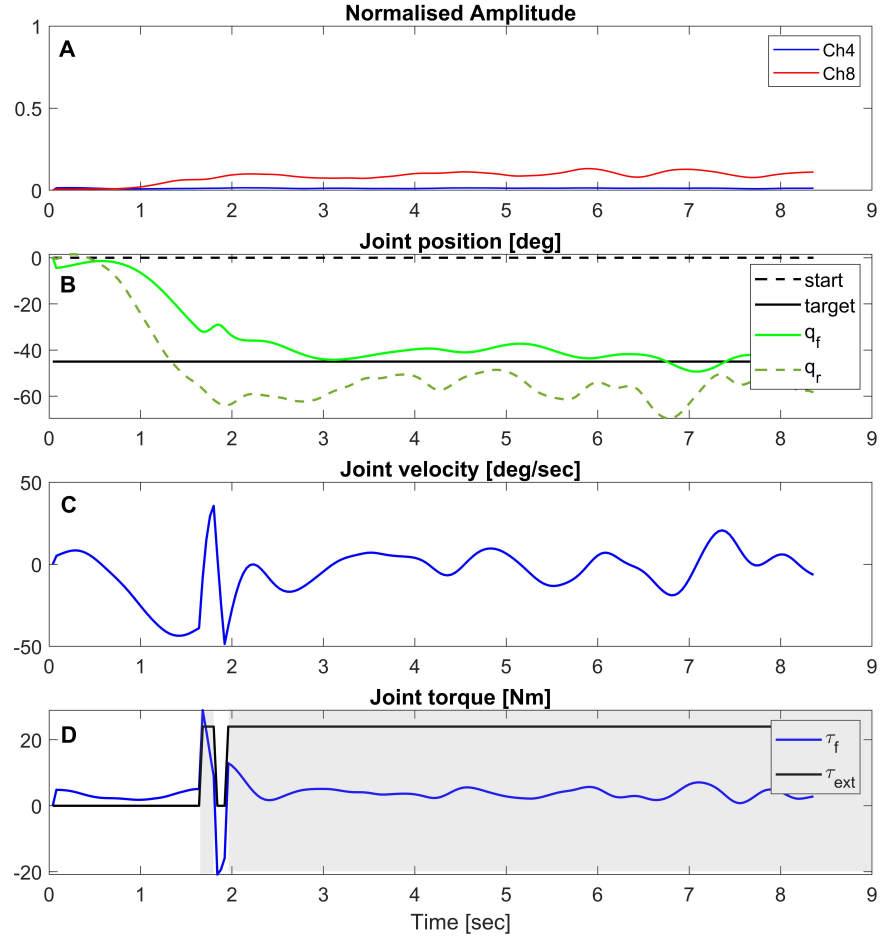 Normalised Amplitude
A
1
0.5
0
Ch4
Ch8
0 1 2 3 4 5 6 7 8 9
Joint position [deg]
B
0
-20
-40
-60
start
target
q_f
q_r
0 1 2 3 4 5 6 7 8 9
Joint velocity [deg/sec]
C
50
0
-50
0 1 2 3 4 5 6 7 8 9
Joint torque [Nm]
D
20
0
-20
τ_f
τ_ext
0 1 2 3 4 5 6 7 8 9
Time [sec]